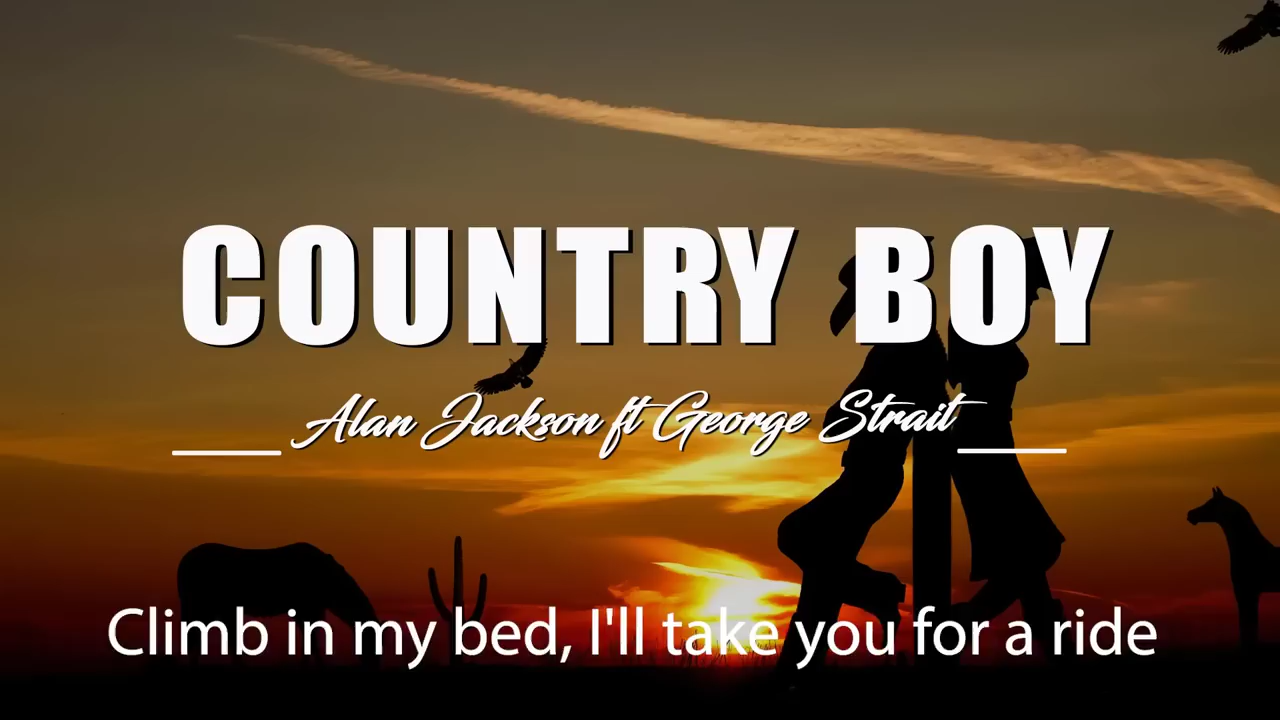 COUNTRY BOY
Alan Jackson ft George Strait
Climb in my bed, I'll take you for a ride